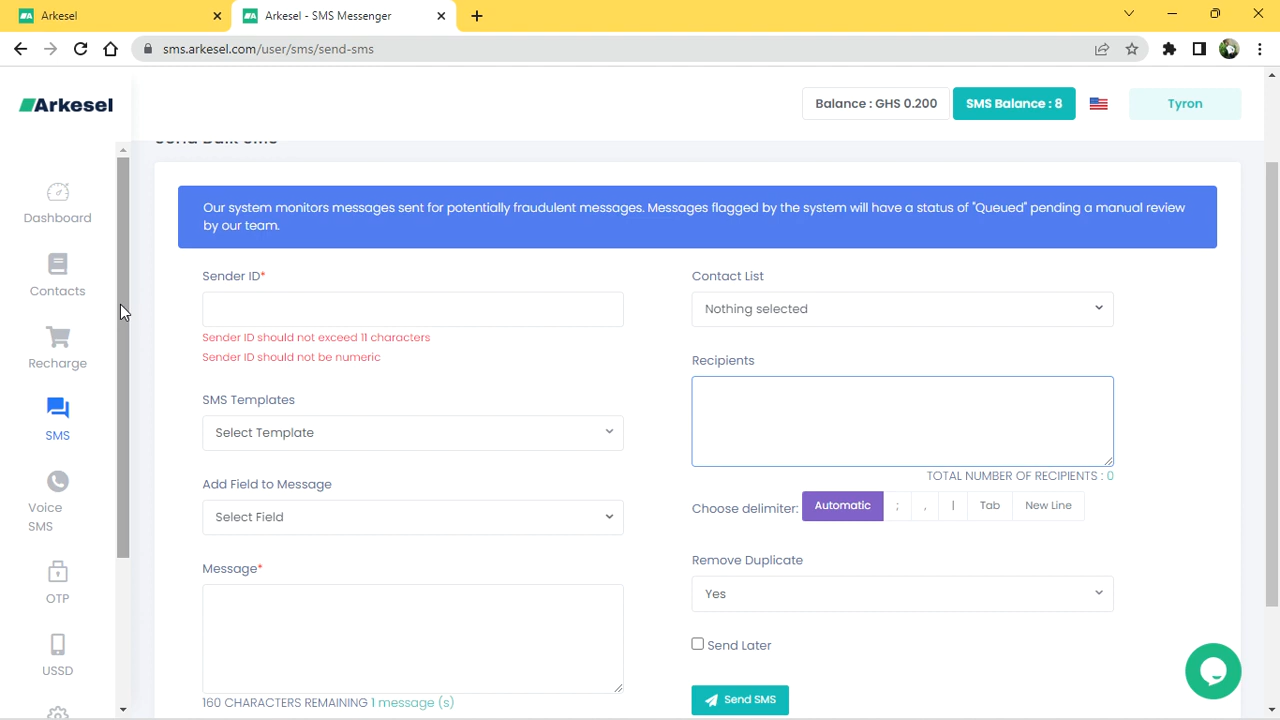 Arkesel
Arkesel - SMS Messenger
sms.arkesel.com/user/sms/send-sms
Arkesel
Balance : GHS 0.200
SMS Balance : 8
Tyron
Dashboard
Contacts
Recharge
SMS
Voice
SMS
OTP
USSD
Send Bulk SMS
Our system monitors messages sent for potentially fraudulent messages. Messages flagged by the system will have a status of "Queued" pending a manual review
by our team.
Sender ID*
Sender ID should not exceed 11 characters
Sender ID should not be numeric
SMS Templates
Select Template
Add Field to Message
Select Field
Message*
160 CHARACTERS REMAINING 1 message (s)
Contact List
Nothing selected
Recipients
TOTAL NUMBER OF RECIPIENTS : 0
Choose delimiter: Automatic ; , | Tab New Line
Remove Duplicate
Yes
Send Later
Send SMS